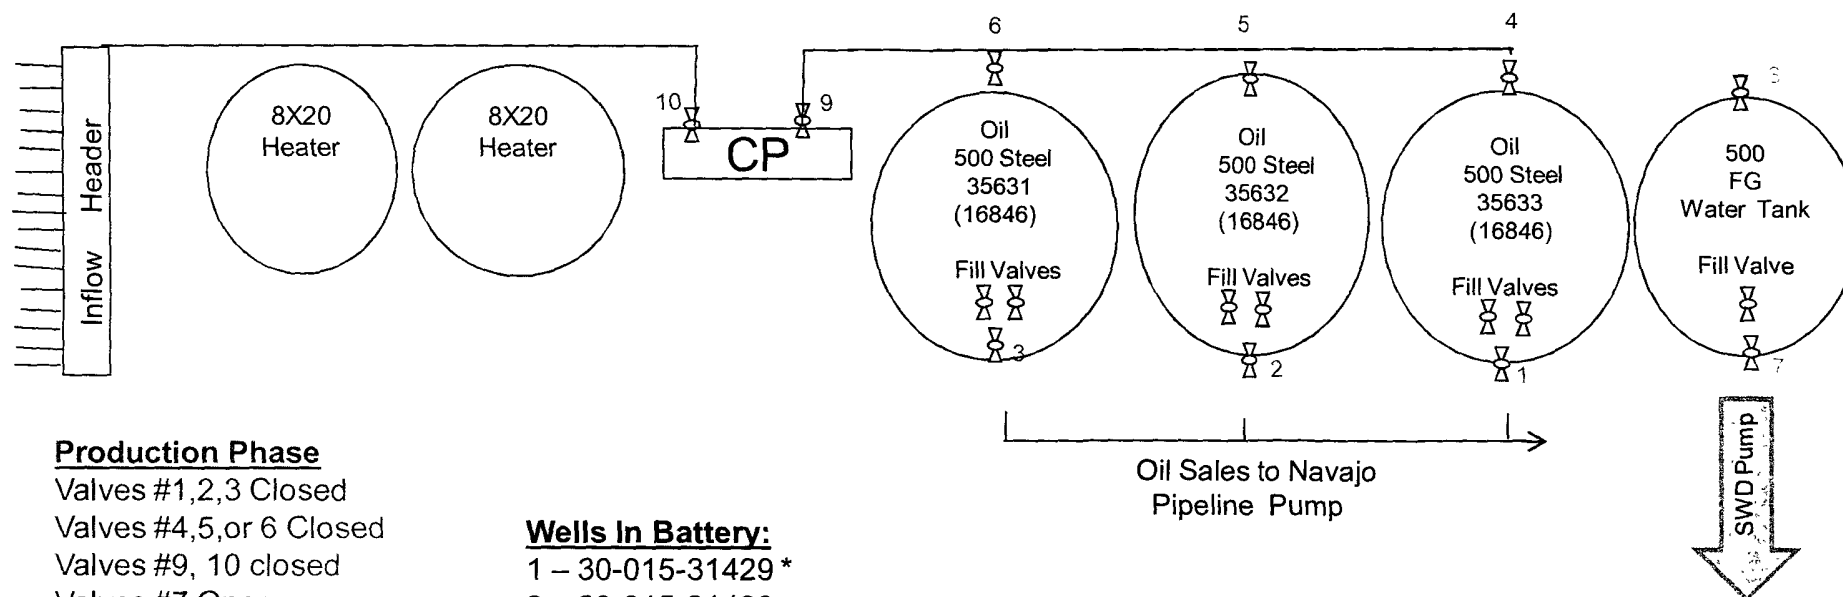 6
5
4
10
9
8X20
Heater
8X20
Heater
CP
Inflow Header
Oil
500 Steel
35631
(16846)
Fill Valves
3
Oil
500 Steel
35632
(16846)
Fill Valves
2
Oil
500 Steel
35633
(16846)
Fill Valves
1
500
FG
Water Tank
Fill Valve
7
Oil Sales to Navajo
Pipeline Pump
SWD Pump
Production Phase
Valves #1,2,3 Closed
Valves #4,5,or 6 Closed
Valves #9, 10 closed
Wells In Battery:
1 – 30-015-31429 *